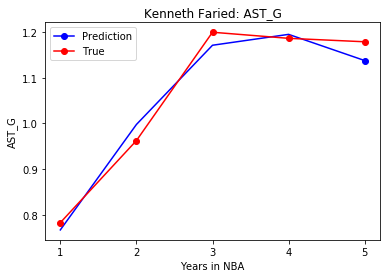 Kenneth Faried: AST_G
Prediction
True
1.2
1.1
1.0
0.9
0.8
AST_G
1 2 3 4 5
Years in NBA